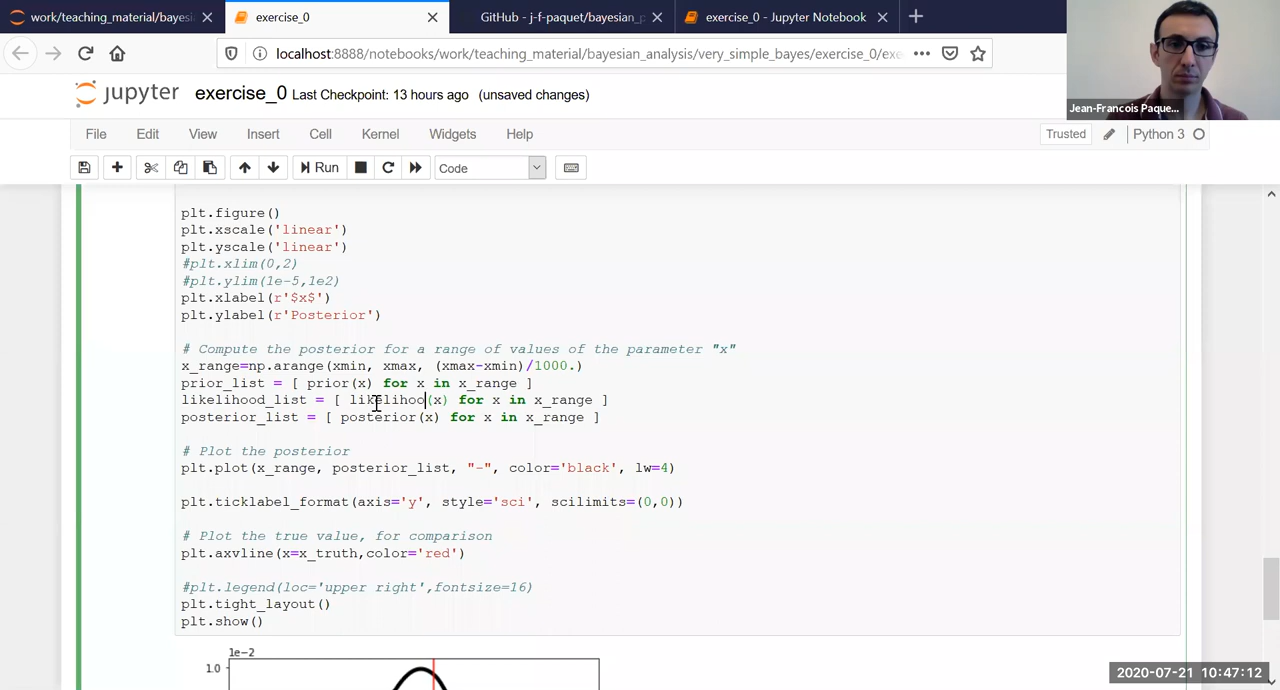 work/teaching_material/bayesi
exercise_0
GitHub - j-f-paquet/bayesian_p
exercise_0 - Jupyter Notebook
localhost:8888/notebooks/work/teachng_material/bayesian_analysis/very_simple_bayes/exercise_0/exe
Jean-Francois Paque...
jupyter
exercise_0 Last Checkpoint: 13 hours ago (unsaved changes)
File Edit View Insert Cell Kernel Widgets Help
Trusted
Python 3
Run
Code
plt.figure()
plt.xscale('linear')
plt.yscale('linear')
#plt.xlim(0,2)
#plt.ylim(1e-5,1e2)
plt.xlabel(r'$x$')
plt.ylabel(r'Posterior')
# Compute the posterior for a range of values of the parameter "x"
x_range=np.arange(xmin, xmax, (xmax-xmin)/1000.)
prior_list = [ prior(x) for x in x_range ]
likelihood_list = [ likelihoo(x) for x in x_range ]
posterior_list = [ posterior(x) for x in x_range ]
# Plot the posterior
plt.plot(x_range, posterior_list, "-", color='black', lw=4)
plt.ticklabel_format(axis='y', style='sci', scilimits=(0,0))
# Plot the true value, for comparison
plt.axvline(x=x_truth,color='red')
#plt.legend(loc='upper right',fontsize=16)
plt.tight_layout()
plt.show()
1e-2
1.0
2020-07-21 10:47:12